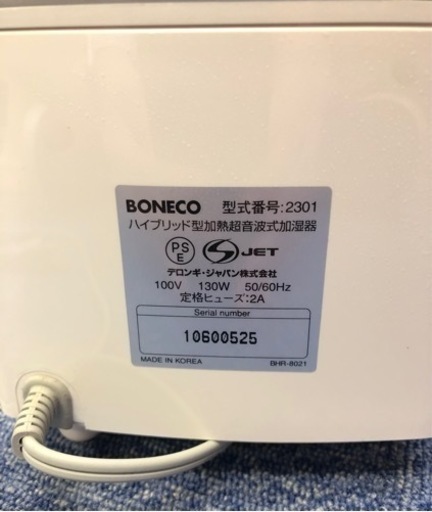 BONECO 型式番号:2301
ハイブリッド型加熱超音波式加湿器
PS E S JET
デロンギ・ジャパン株式会社
100V 130W 50/60Hz
定格ヒューズ:2A
Serial number
10600525
MADE IN KOREA BHR-8021